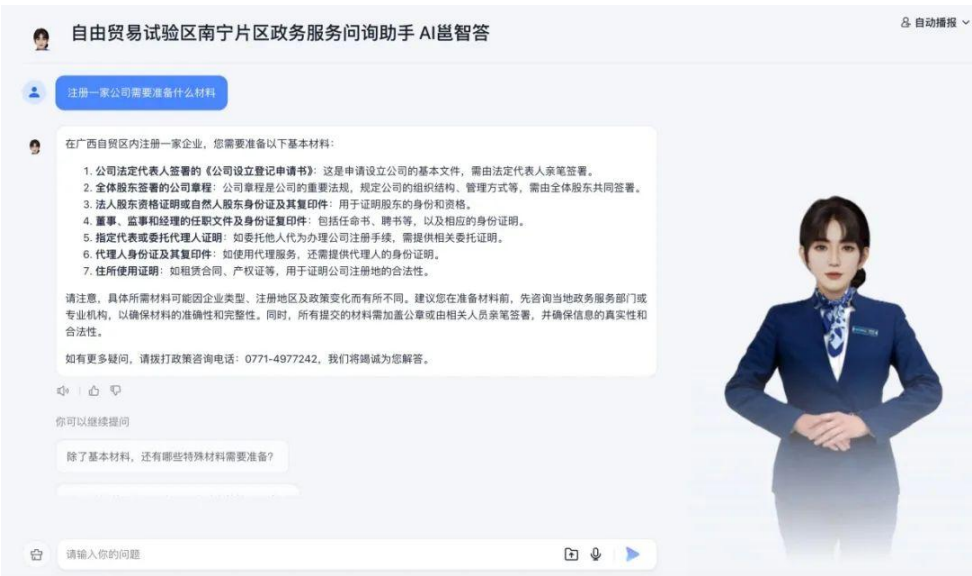 自由贸易试验区南宁片区政务服务问询助手 AI邕智答
自动播报
注册一家公司需要准备什么材料
在广西自贸区内注册一家企业，您需要准备以下基本材料：
1. 公司法定代表人签署的《公司设立登记申请书》：这是申请设立公司的基本文件，需由法定代表人亲笔签署。
2. 全体股东签署的公司章程：公司章程是公司的重要法规，规定公司的组织结构、管理方式等，需由全体股东共同签署。
3. 法人股东资格证明或自然人股东身份证及其复印件：用于证明股东的身份和资格。
4. 董事、监事和经理的任职文件及身份证复印件：包括任命书、聘书等，以及相应的身份证明。
5. 指定代表或委托代理人证明：如委托他人代为办理公司注册手续，需提供相关委托证明。
6. 代理人身份证及其复印件：如使用代理服务，还需提供代理人的身份证明。
7. 住所使用证明：如租赁合同、产权证等，用于证明公司注册地的合法性。
请注意，具体所需材料可能因企业类型、注册地区及政策变化而有所不同。建议您在准备材料前，先咨询当地政务服务部门或
专业机构，以确保材料的准确性和完整性。同时，所有提交的材料需加盖公章或由相关人员亲笔签署，并确保信息的真实性和
合法性。
如有更多疑问，请拨打政策咨询电话：0771-4977242，我们将竭诚为您解答。
你可以继续提问
除了基本材料，还有哪些特殊材料需要准备？
请输入你的问题